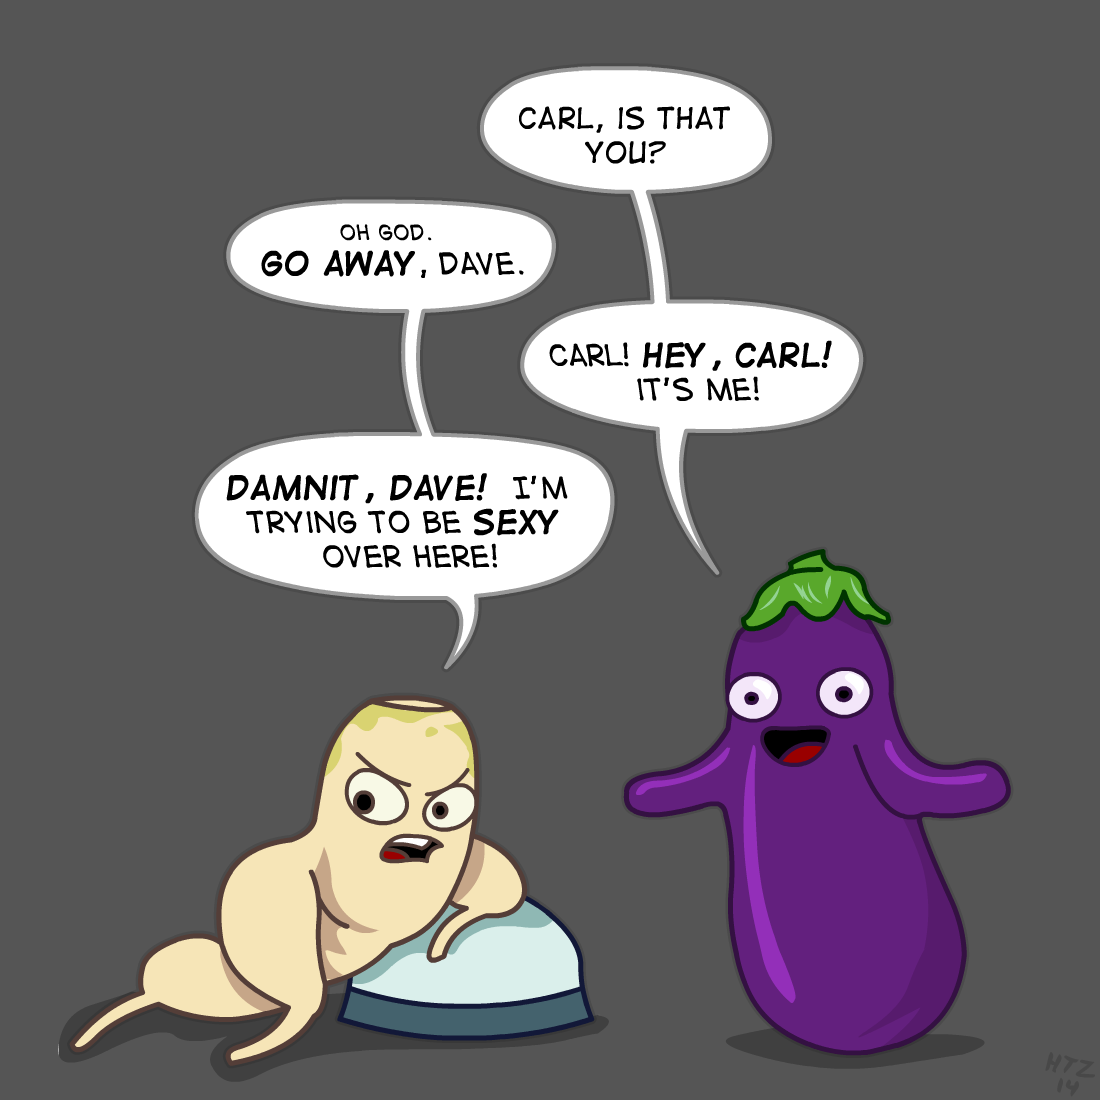 CARL, IS THAT
YOU?
OH GOD.
GO AWAY, DAVE.
CARL! HEY, CARL!
IT'S ME!
DAMNIT, DAVE! I'M
TRYING TO BE SEXY
OVER HERE!
HTZ
14